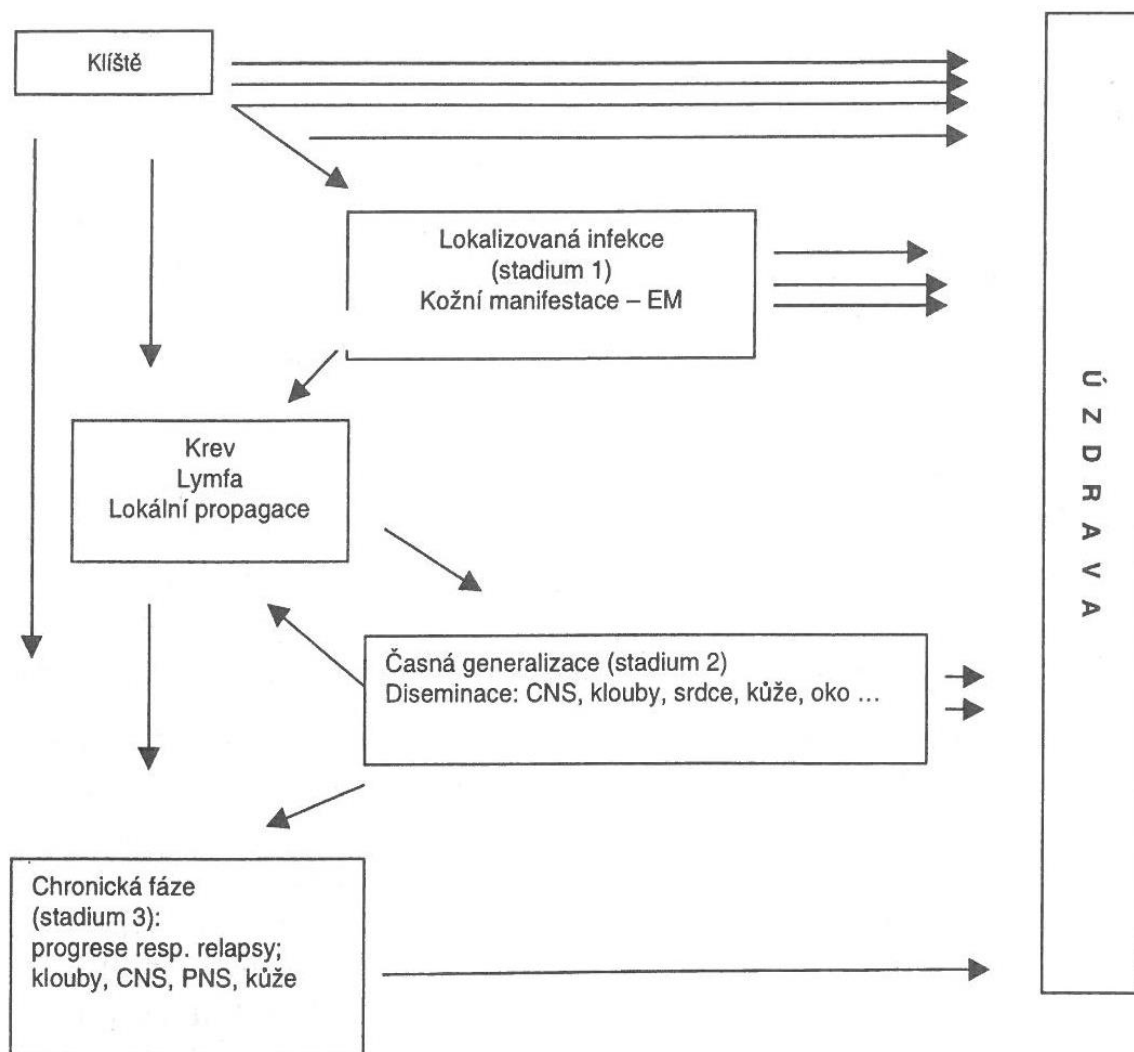 Klíště
Lokalizovaná infekce
(stadium 1)
Kožní manifestace – EM
Krev
Lymfa
Lokální propagace
Časná generalizace (stadium 2)
Diseminace: CNS, klouby, srdce, kůže, oko ...
Chronická fáze
(stadium 3):
progrese resp. relapsy;
klouby, CNS, PNS, kůže
ÚZDRAVA